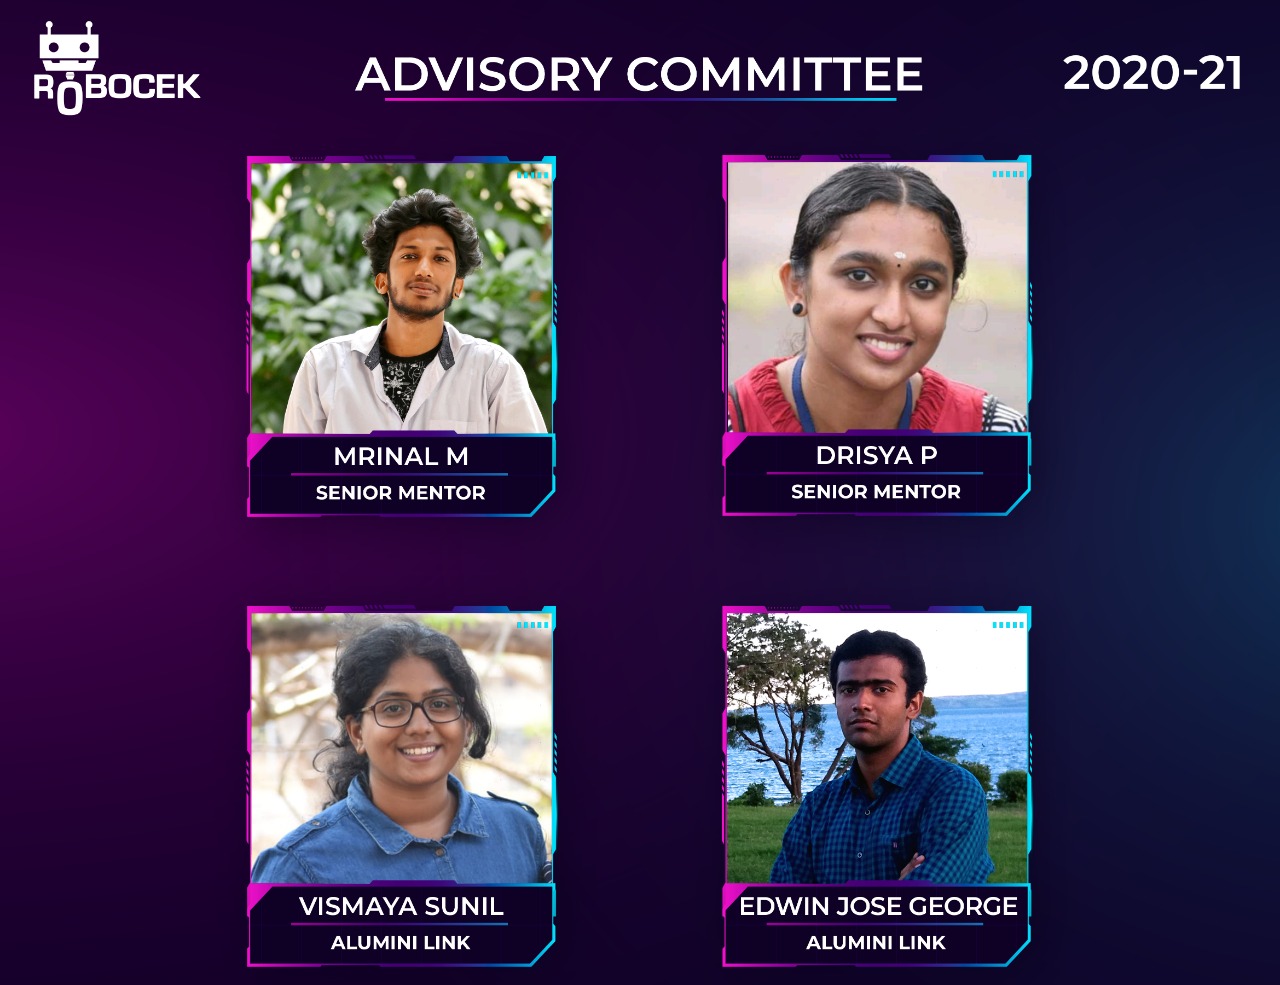 ROBOCEK
ADVISORY COMMITTEE
2020-21
MRINAL M
SENIOR MENTOR
DRISYA P
SENIOR MENTOR
VISMAYA SUNIL
ALUMINI LINK
EDWIN JOSE GEORGE
ALUMINI LINK